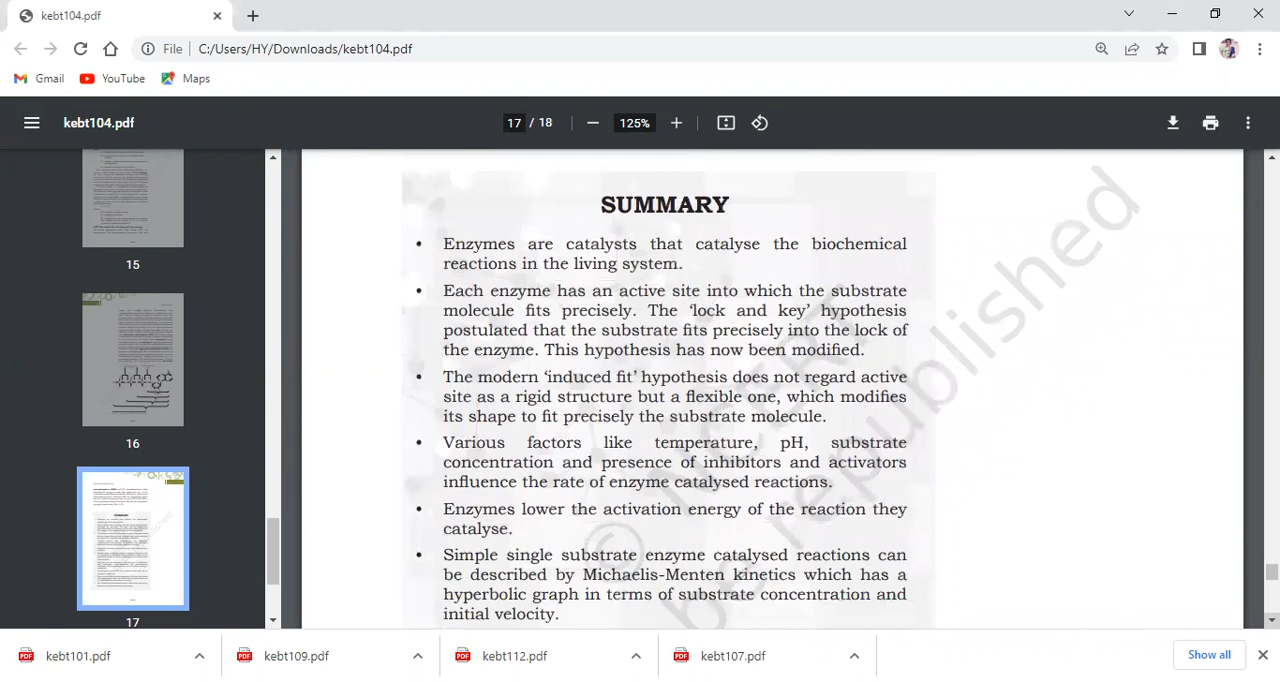 kebt104.pdf
File C:/Users/HY/Downloads/kebt104.pdf
Gmail YouTube Maps
kebt104.pdf 17 / 18 125%
15
16
17
SUMMARY
• Enzymes are catalysts that catalyse the biochemical
reactions in the living system.
• Each enzyme has an active site into which the substrate
molecule fits precisely. The ‘lock and key’ hypothesis
postulated that the substrate fits precisely into the lock of
the enzyme. This hypothesis has now been modified.
• The modern ‘induced fit’ hypothesis does not regard active
site as a rigid structure but a flexible one, which modifies
its shape to fit precisely the substrate molecule.
• Various factors like temperature, pH, substrate
concentration and presence of inhibitors and activators
influence the rate of enzyme catalysed reactions.
• Enzymes lower the activation energy of the reaction they
catalyse.
• Simple single substrate enzyme catalysed reactions can
be described by Michaelis-Menten kinetics which has a
hyperbolic graph in terms of substrate concentration and
initial velocity.
be published
kebt101.pdf kebt109.pdf kebt112.pdf kebt107.pdf Show all